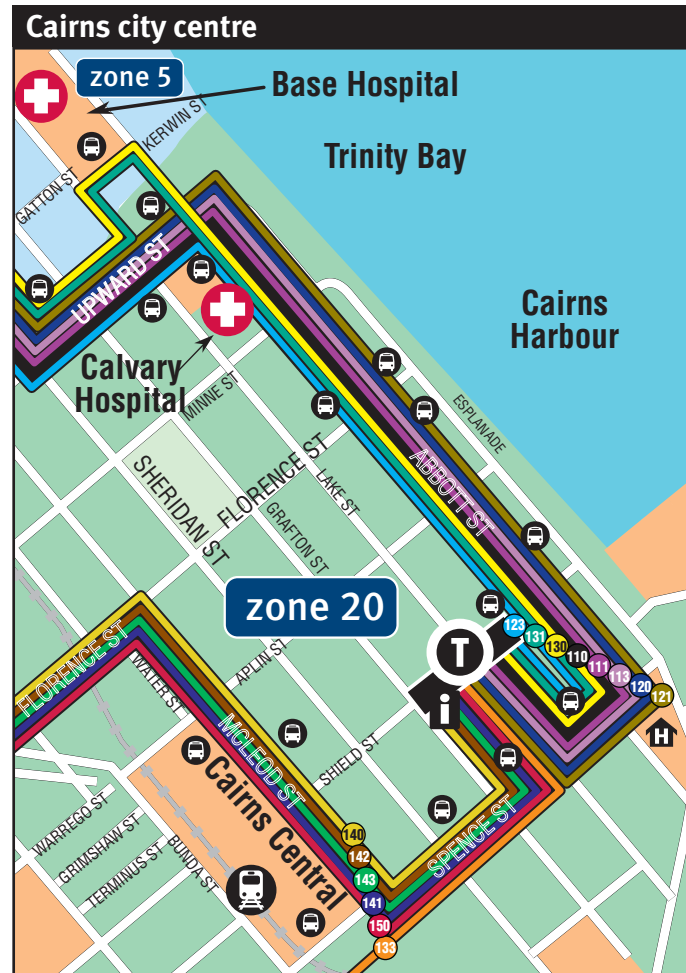 Cairns city centre
zone 5
Base Hospital
KERWIN ST
Trinity Bay
GATTON ST
UPWARD ST
Cairns
Harbour
Calvary
Hospital
MINNE ST
ESPLANADE
SHERIDAN ST
FLORENCE ST
LAKE ST
ABBOTT ST
GRAFTON ST
zone 20
T
123
131
130
110
111
113
120
121
FLORENCE ST
WATER ST
APLIN ST
i
H
MCLEOD ST
SHIELD ST
Cairns Central
SPENCE ST
WARREGO ST
GRIMSHAW ST
TERMINUS ST
BUNDA ST
140
142
143
141
150
133